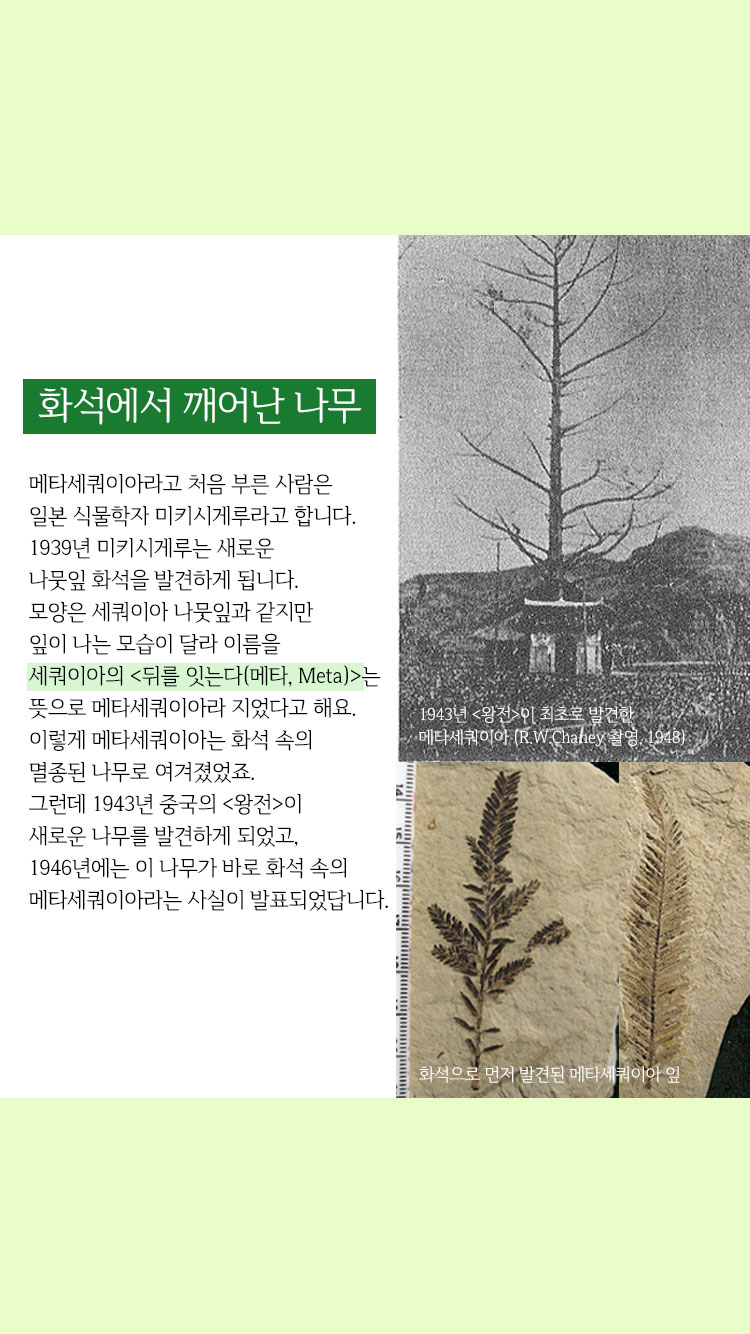 화석에서 깨어난 나무
메타세쿼이아라고 처음 부른 사람은
일본 식물학자 미키시게루라고 합니다.
1939년 미키시게루는 새로운
나뭇잎 화석을 발견하게 됩니다.
모양은 세쿼이아 나뭇잎과 같지만
잎이 나는 모습이 달라 이름을
세쿼이아의 <뒤를 잇는다(메타, Meta)>는
뜻으로 메타세쿼이아라 지었다고 해요.
이렇게 메타세쿼이아는 화석 속의
멸종된 나무로 여겨졌었죠.
그런데 1943년 중국의 <왕전>이
새로운 나무를 발견하게 되었고,
1946년에는 이 나무가 바로 화석 속의
메타세쿼이아라는 사실이 발표되었답니다.
1943년 <왕전>이 최초로 발견한
메타세쿼이아 (R.W.Chaney 촬영, 1948)
화석으로 먼저 발견된 메타세쿼이아 잎